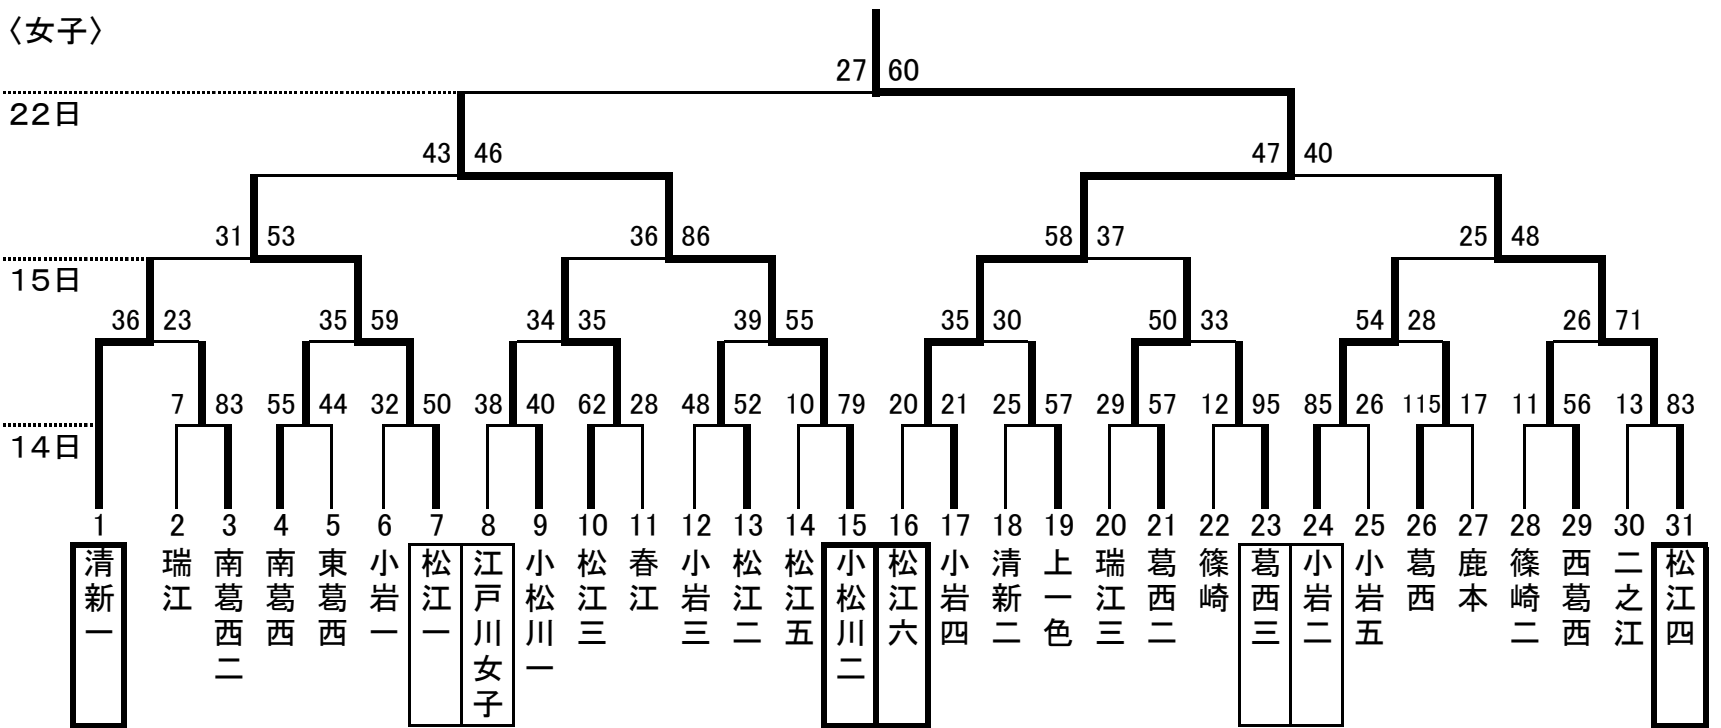 〈女子〉
27 60
22日
43 46 47 40
31 53 36 86 58 37 25 48
15日
36 23 35 59 34 35 39 55 35 30 50 33 54 28 26 71
7 83 55 44 32 50 38 40 62 28 48 52 10 79 20 21 25 57 29 57 12 95 85 26 115 17 11 56 13 83
14日
1 2 3 4 5 6 7 8 9 10 11 12 13 14 15 16 17 18 19 20 21 22 23 24 25 26 27 28 29 30 31
清新一
瑞江
南葛西二
南葛西
東葛西
小岩一
松江一
江戸川女子
小松川一
松江三
春江
小岩三
松江二
松江五
小松川二
松江六
小岩四
清新二
上一色
瑞江三
葛西二
篠崎
葛西三
小岩二
小岩五
葛西
鹿本
篠崎二
西葛西
二之江
松江四